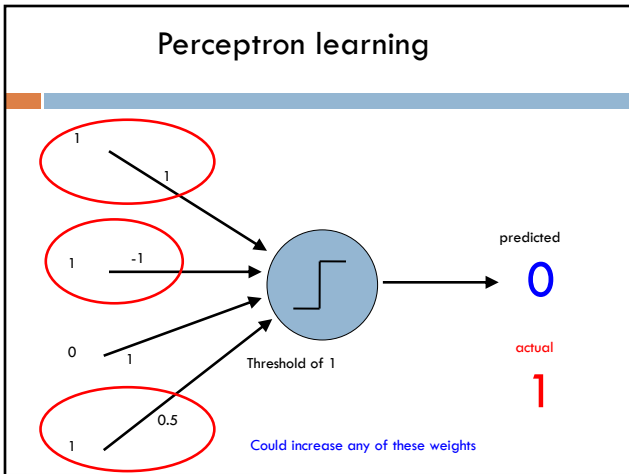 Perceptron learning
1
1
1
-1
0
1
1
0.5
Threshold of 1
predicted
0
actual
1
Could increase any of these weights